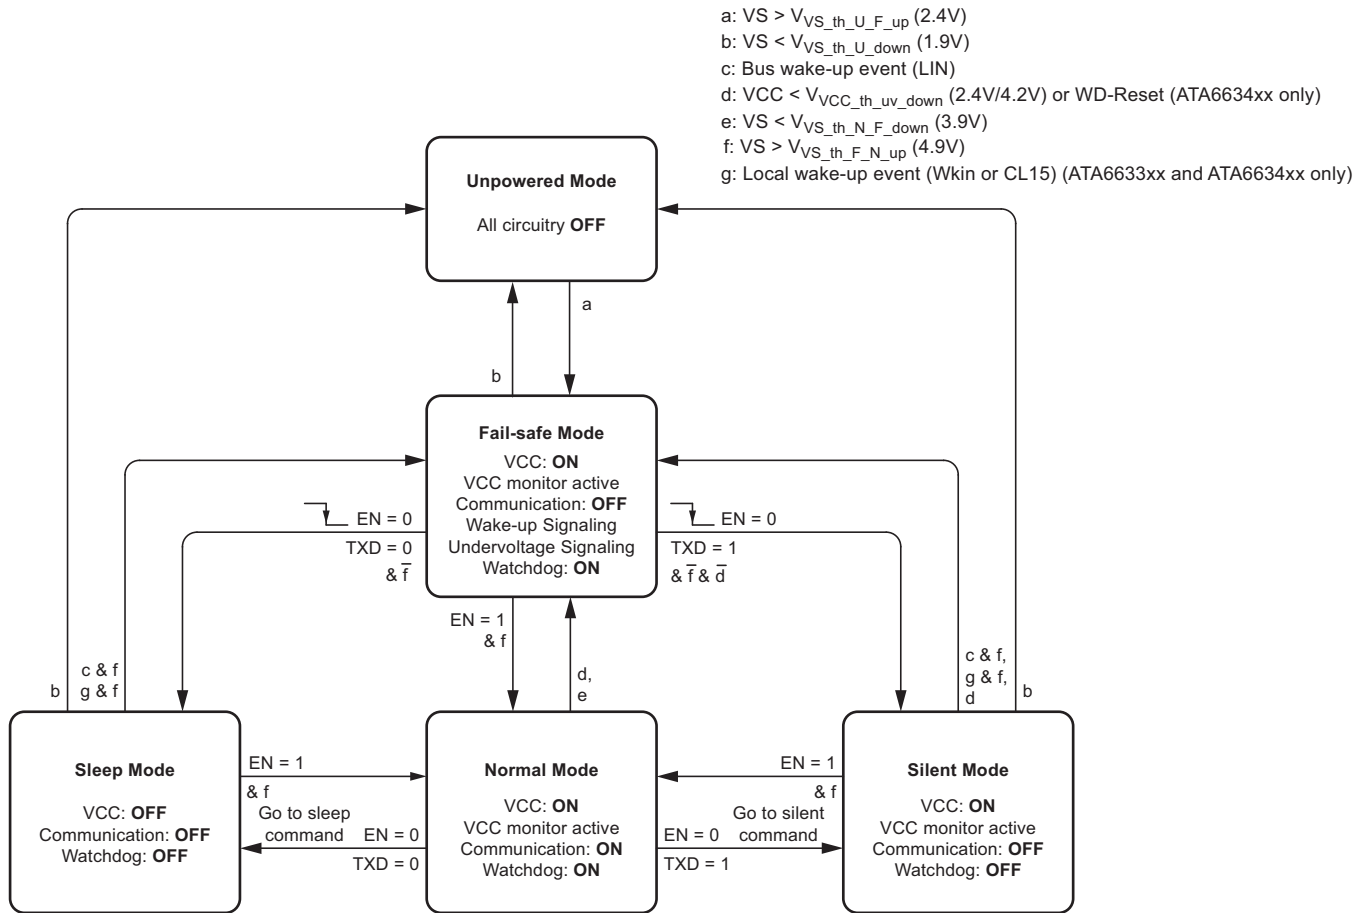 a: VS > V_VS_th_U_F_up (2.4V)
b: VS < V_VS_th_U_down (1.9V)
c: Bus wake-up event (LIN)
d: VCC < V_VCC_th_uv_down (2.4V/4.2V) or WD-Reset (ATA6634xx only)
e: VS < V_VS_th_N_F_down (3.9V)
f: VS > V_VS_th_F_N_up (4.9V)
g: Local wake-up event (Wkin or CL15) (ATA6633xx and ATA6634xx only)
Unpowered Mode
All circuitry OFF
a
b
Fail-safe Mode
VCC: ON
VCC monitor active
Communication: OFF
Wake-up Signaling
Undervoltage Signaling
Watchdog: ON
EN = 0
TXD = 0
& f̅
EN = 0
TXD = 1
& f̅ & d̅
EN = 1
& f
d,
e
b
c & f
g & f
c & f,
g & f,
d
b
Sleep Mode
VCC: OFF
Communication: OFF
Watchdog: OFF
EN = 1
& f
Go to sleep
command
EN = 0
TXD = 0
Normal Mode
VCC: ON
VCC monitor active
Communication: ON
Watchdog: ON
EN = 1
& f
Go to silent
command
EN = 0
TXD = 1
Silent Mode
VCC: ON
VCC monitor active
Communication: OFF
Watchdog: OFF